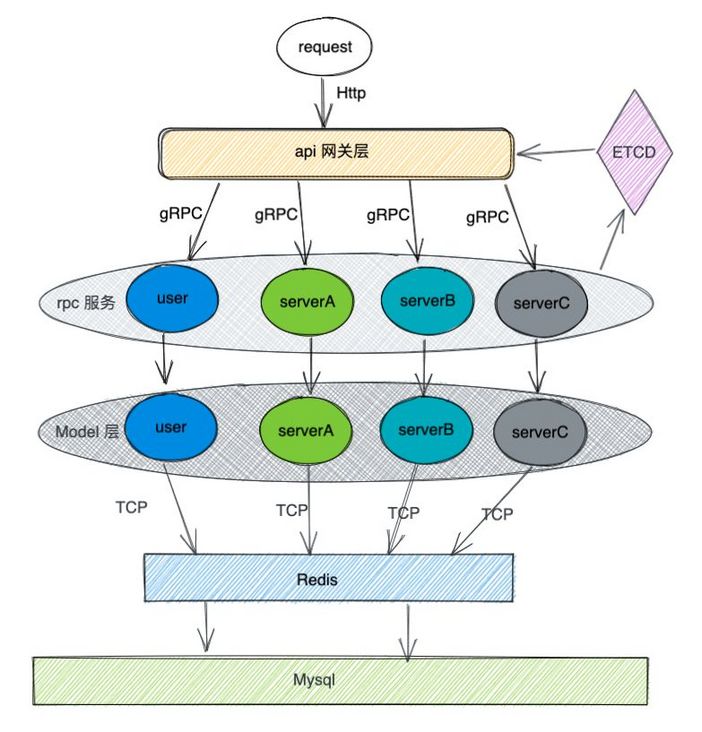 request
Http
api 网关层
ETCD
gRPC
gRPC
gRPC
gRPC
rpc 服务
user
serverA
serverB
serverC
Model 层
user
serverA
serverB
serverC
TCP
TCP
TCP
TCP
Redis
Mysql